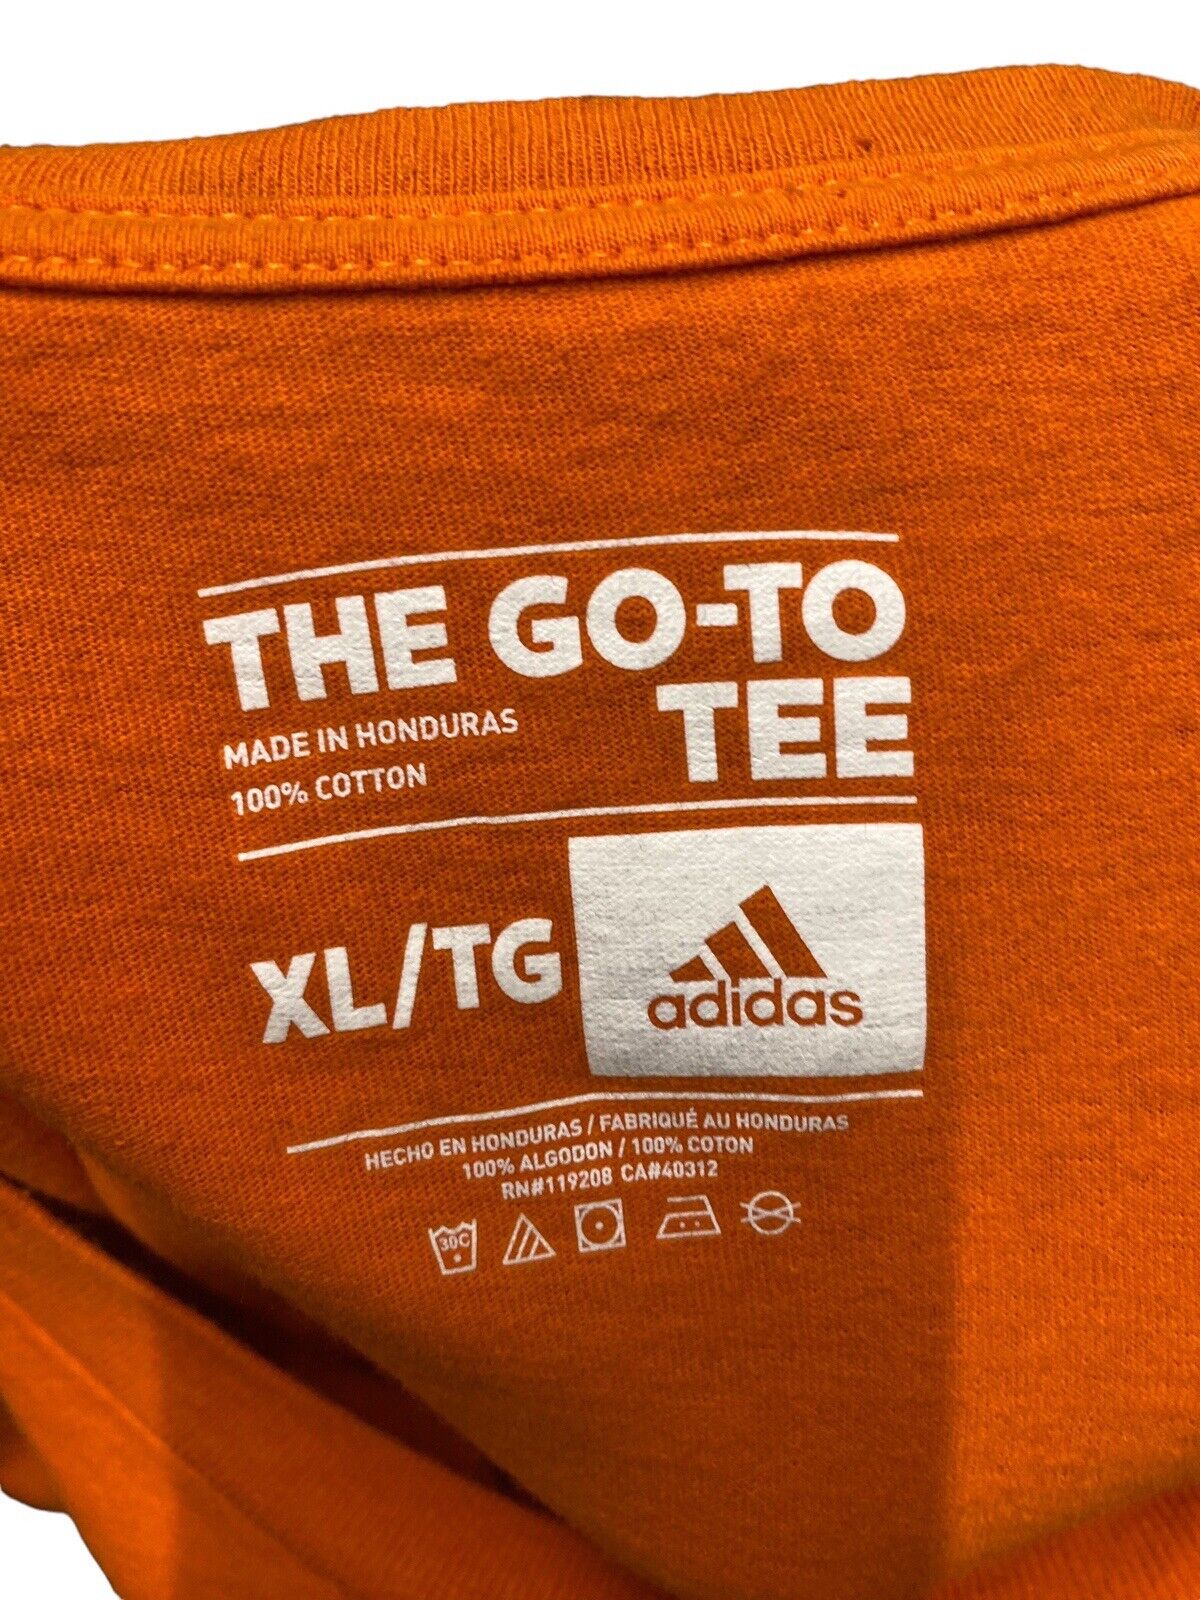 THE GO-TO
TEE
MADE IN HONDURAS
100% COTTON
XL/TG
adidas
HECHO EN HONDURAS / FABRIQUÉ AU HONDURAS
100% ALGODON / 100% COTON
RN#119208 CA#40312
30C